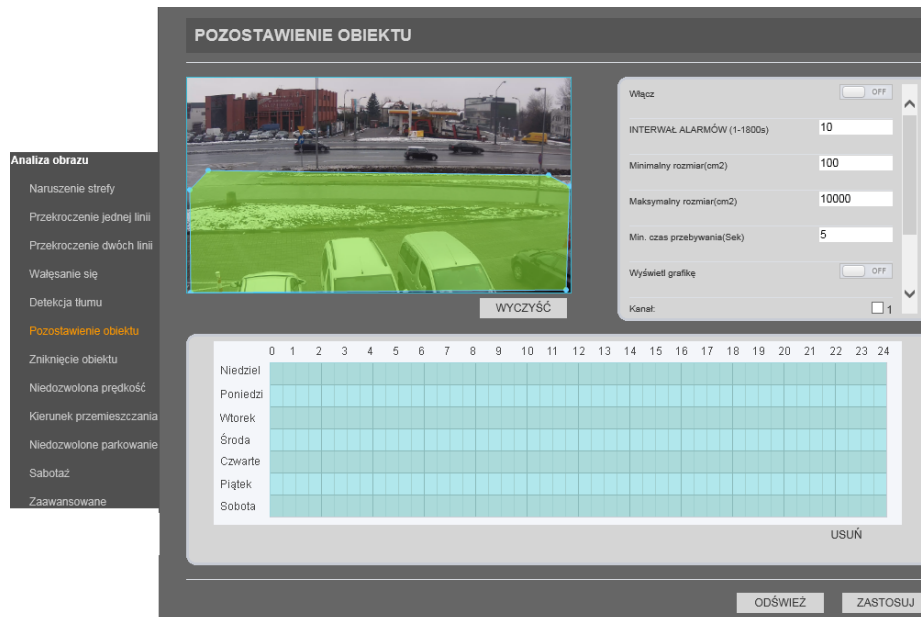 POZOSTAWIENIE OBIEKTU
Analiza obrazu
Naruszenie strefy
Przekroczenie jednej linii
Przekroczenie dwóch linii
Wałęsanie się
Detekcja tłumu
Pozostawienie obiektu
Zniknięcie obiektu
Niedozwolona prędkość
Kierunek przemieszczania
Niedozwolone parkowanie
Sabotaż
Zaawansowane
WYCZYŚĆ
Włącz OFF
INTERWAŁ ALARMÓW (1-1800s) 10
Minimalny rozmiar(cm2) 100
Maksymalny rozmiar(cm2) 10000
Min. czas przebywania(Sek) 5
Wyświetl grafikę OFF
Kanał: 1
0 1 2 3 4 5 6 7 8 9 10 11 12 13 14 15 16 17 18 19 20 21 22 23 24
Niedziel
Poniedzi
Wtorek
Środa
Czwarte
Piątek
Sobota
USUŃ
ODŚWIEŻ ZASTOSUJ